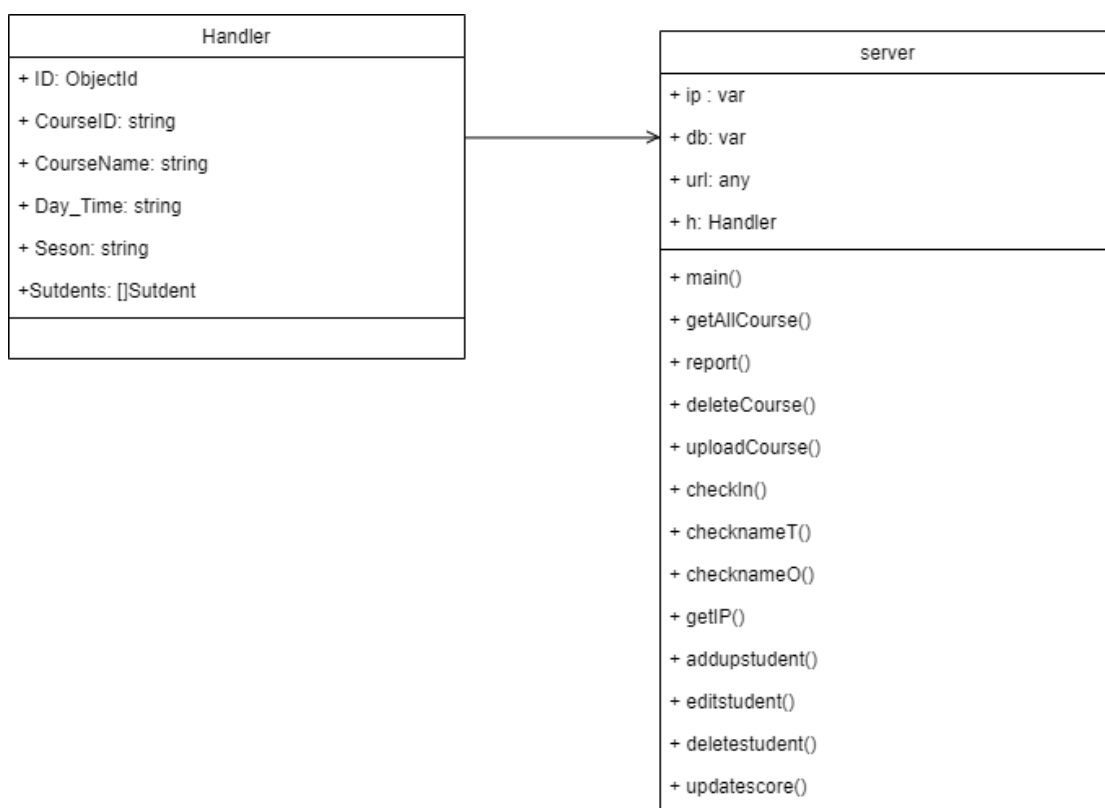 Handler
+ ID: ObjectId
+ CourseID: string
+ CourseName: string
+ Day_Time: string
+ Seson: string
+Sutdents: []Sutdent
server
+ ip : var
+ db: var
+ url: any
+ h: Handler
+ main()
+ getAllCourse()
+ report()
+ deleteCourse()
+ uploadCourse()
+ checkIn()
+ checknameT()
+ checknameO()
+ getIP()
+ addupstudent()
+ editstudent()
+ deletestudent()
+ updatescore()